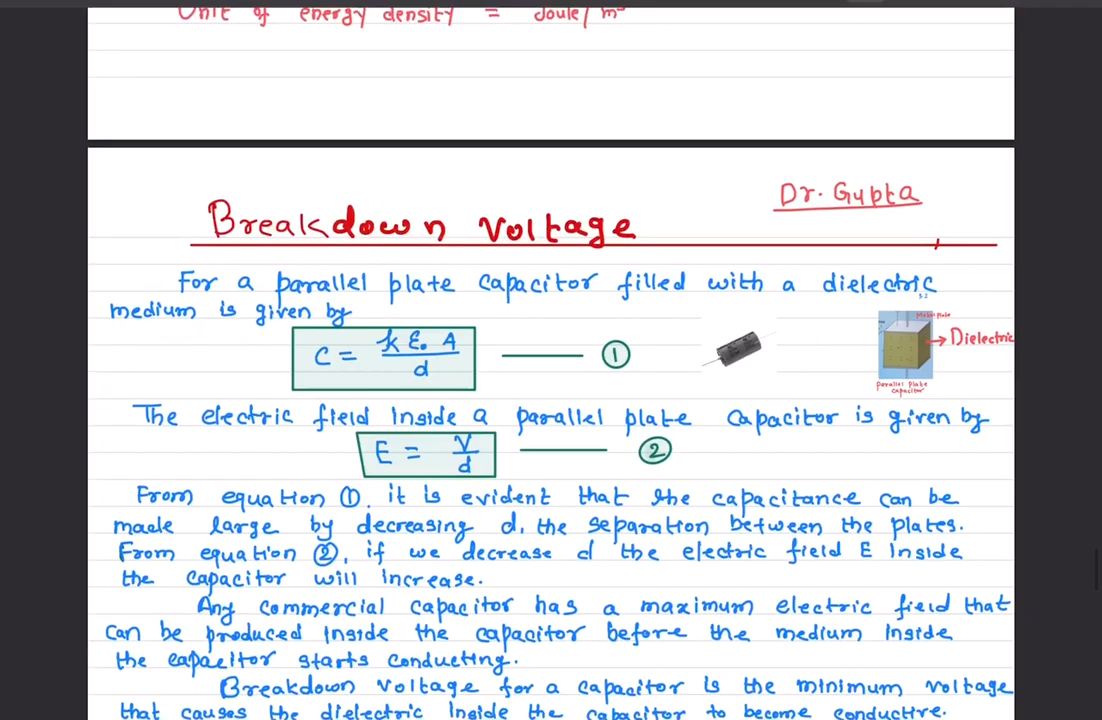 Unit of energy density = Joule/m³
Dr. Gupta
Breakdown voltage
For a parallel plate capacitor filled with a dielectric
medium is given by
C = kε₀A/d ——— ①
Metal plate
→ Dielectric
parallel plate
capacitor
The electric field inside a parallel plate capacitor is given by
E = V/d ——— ②
From equation ①, it is evident that the capacitance can be
made large by decreasing d, the separation between the plates.
From equation ②, if we decrease d the electric field E inside
the capacitor will increase.
Any commercial capacitor has a maximum electric field that
can be produced inside the capacitor before the medium inside
the capacitor starts conducting.
Breakdown voltage for a capacitor is the minimum voltage
that causes the dielectric inside the capacitor to become conductive.